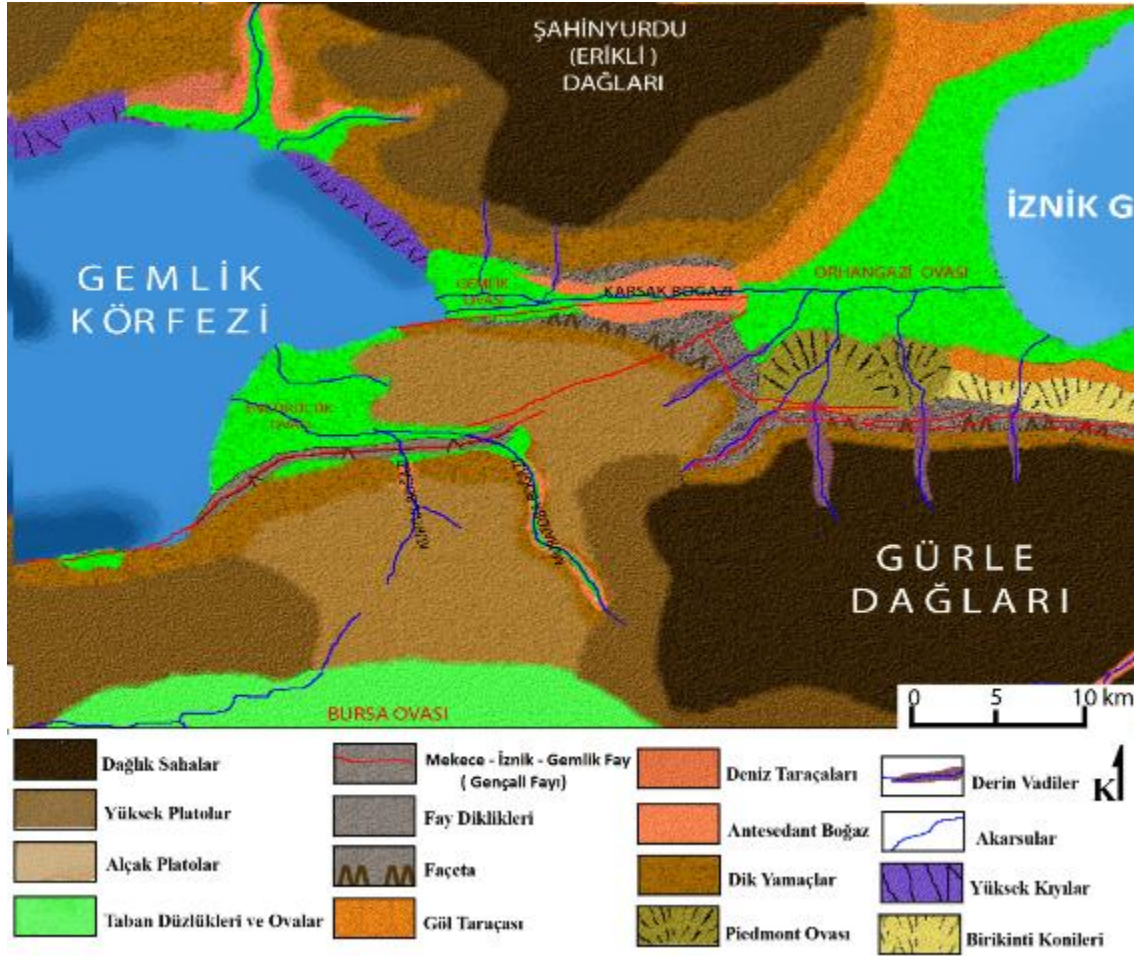 ŞAHİNYURDU
(ERİKLİ )
DAĞLARI
İZNİK G
GEMLİK
KÖRFEZİ
ORHANGAZİ OVASI
GEMLİK
OVASI
KARSAK BOĞAZI
GÜRLE
DAĞLARI
BURSA OVASI
0 5 10 km
Dağlık Sahalar
Yüksek Platolar
Alçak Platolar
Taban Düzlükleri ve Ovalar
Mekece - İznik - Gemlik Fay
( Gençali Fayı)
Fay Diklikleri
Façeta
Göl Taraçası
Deniz Taraçaları
Antesedant Boğaz
Dik Yamaçlar
Piedmont Ovası
Derin Vadiler
Akarsular
Yüksek Kıyılar
Birikinti Konileri
K